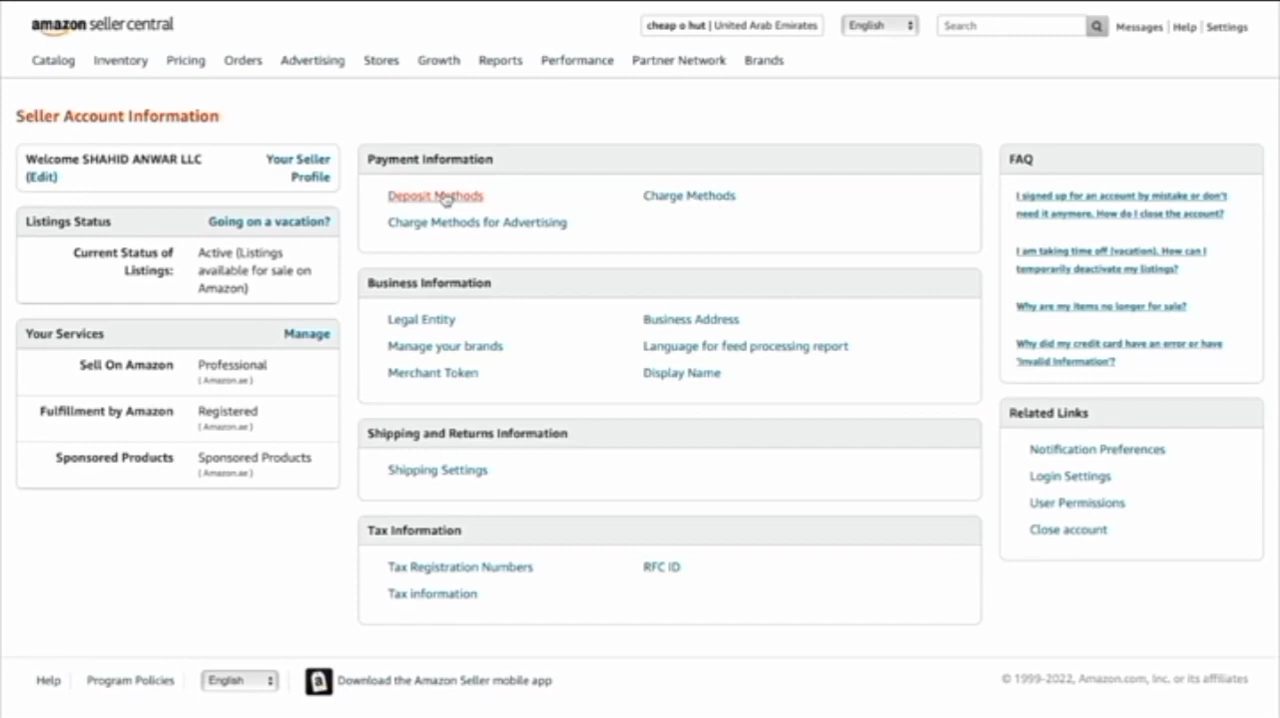 amazon seller central
cheap o hut | United Arab Emirates
English
Search
Messages | Help | Settings
Catalog Inventory Pricing Orders Advertising Stores Growth Reports Performance Partner Network Brands
Seller Account Information
Welcome SHAHID ANWAR LLC
(Edit)
Your Seller
Profile
Listings Status Going on a vacation?
Current Status of
Listings:
Active (Listings
available for sale on
Amazon)
Your Services Manage
Sell On Amazon Professional
( Amazon.ae )
Fulfillment by Amazon Registered
( Amazon.ae )
Sponsored Products Sponsored Products
( Amazon.ae )
Payment Information
Deposit Methods Charge Methods
Charge Methods for Advertising
Business Information
Legal Entity Business Address
Manage your brands Language for feed processing report
Merchant Token Display Name
Shipping and Returns Information
Shipping Settings
Tax Information
Tax Registration Numbers RFC ID
Tax information
FAQ
I signed up for an account by mistake or don't
need it anymore. How do I close the account?
I am taking time off (vacation). How can I
temporarily deactivate my listings?
Why are my items no longer for sale?
Why did my credit card have an error or have
'Invalid Information'?
Related Links
Notification Preferences
Login Settings
User Permissions
Close account
Help Program Policies English Download the Amazon Seller mobile app
© 1999-2022, Amazon.com, Inc. or its affiliates